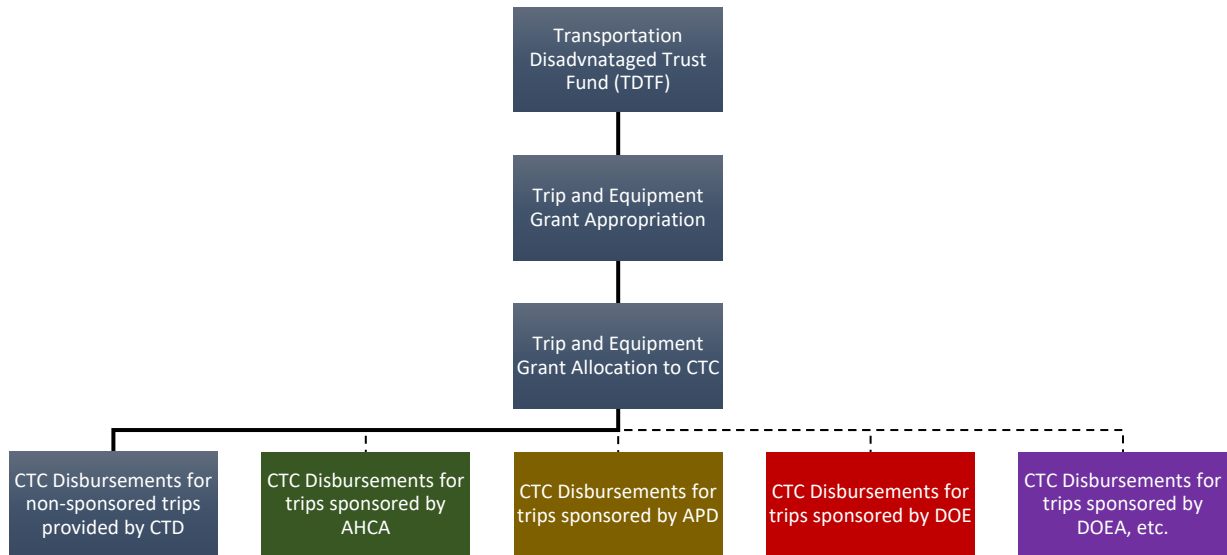 Transportation
Disadvnataged Trust
Fund (TDTF)
Trip and Equipment
Grant Appropriation
Trip and Equipment
Grant Allocation to CTC
CTC Disbursements for
non-sponsored trips
provided by CTD
CTC Disbursements for
trips sponsored by
AHCA
CTC Disbursements for
trips sponsored by APD
CTC Disbursements for
trips sponsored by DOE
CTC Disbursements for
trips sponsored by
DOEA, etc.